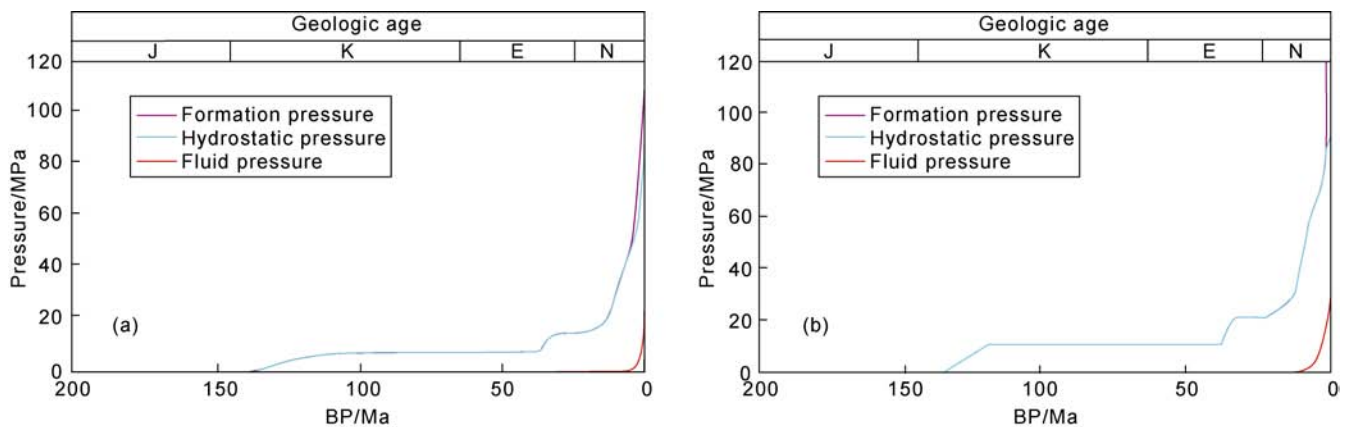 Geologic age
J K E N
120
100
80
60
40
20
0
Pressure/MPa
Formation pressure
Hydrostatic pressure
Fluid pressure
(a)
200 150 100 50 0
BP/Ma
Geologic age
J K E N
120
100
80
60
40
20
0
Pressure/MPa
Formation pressure
Hydrostatic pressure
Fluid pressure
(b)
200 150 100 50 0
BP/Ma